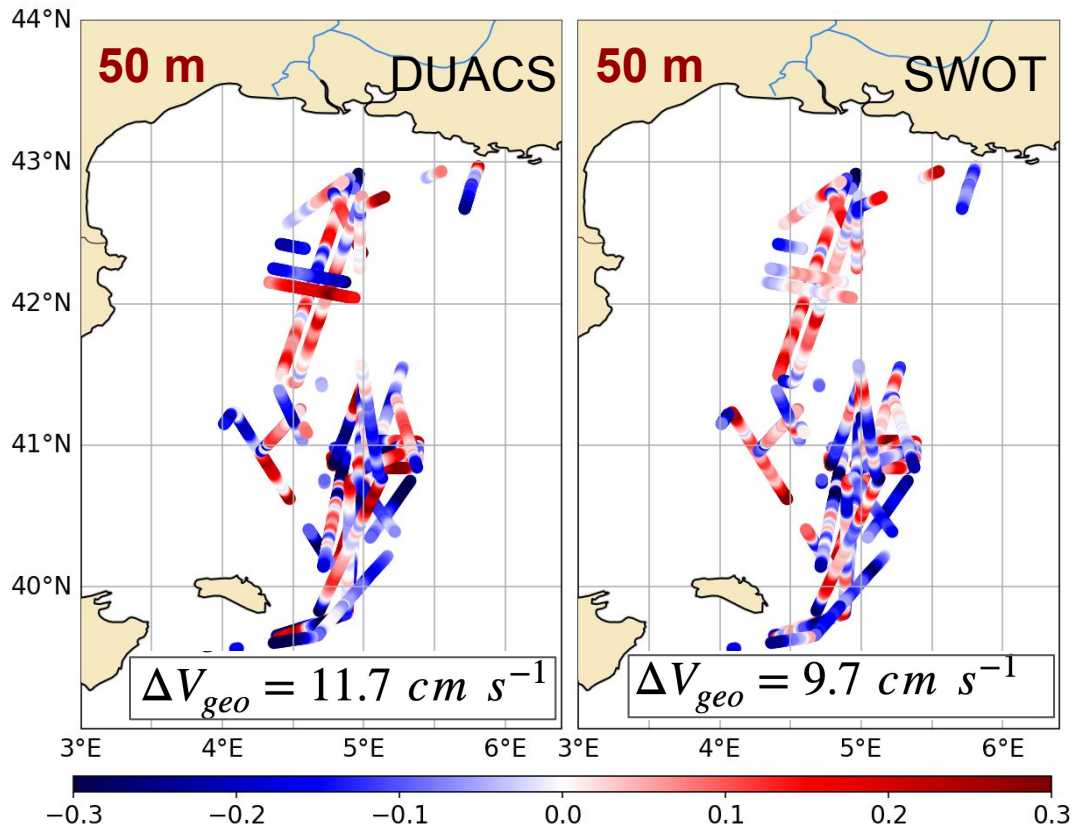 44°N
43°N
42°N
41°N
40°N
50 m DUACS
50 m SWOT
ΔV_geo = 11.7 cm s⁻¹
ΔV_geo = 9.7 cm s⁻¹
3°E 4°E 5°E 6°E 3°E 4°E 5°E 6°E
−0.3 −0.2 −0.1 0.0 0.1 0.2 0.3